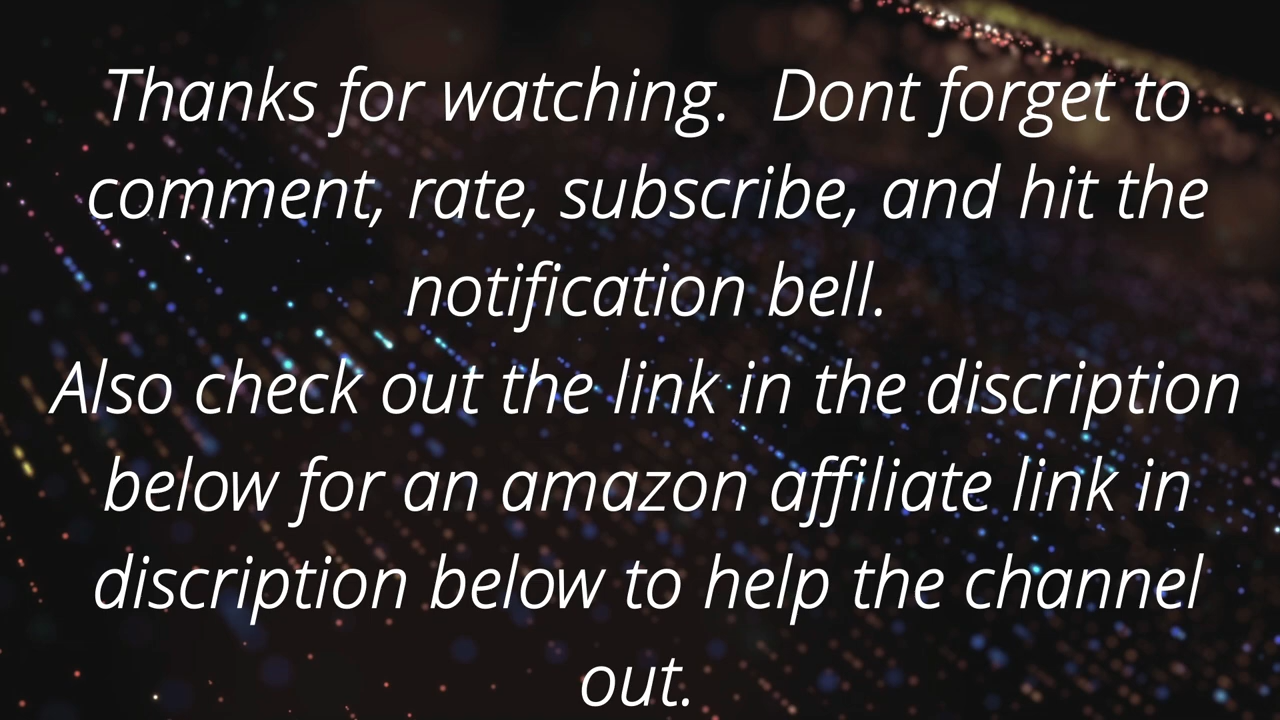 Thanks for watching.  Dont forget to
comment, rate, subscribe, and hit the
notification bell.
Also check out the link in the discription
below for an amazon affiliate link in
discription below to help the channel
out.